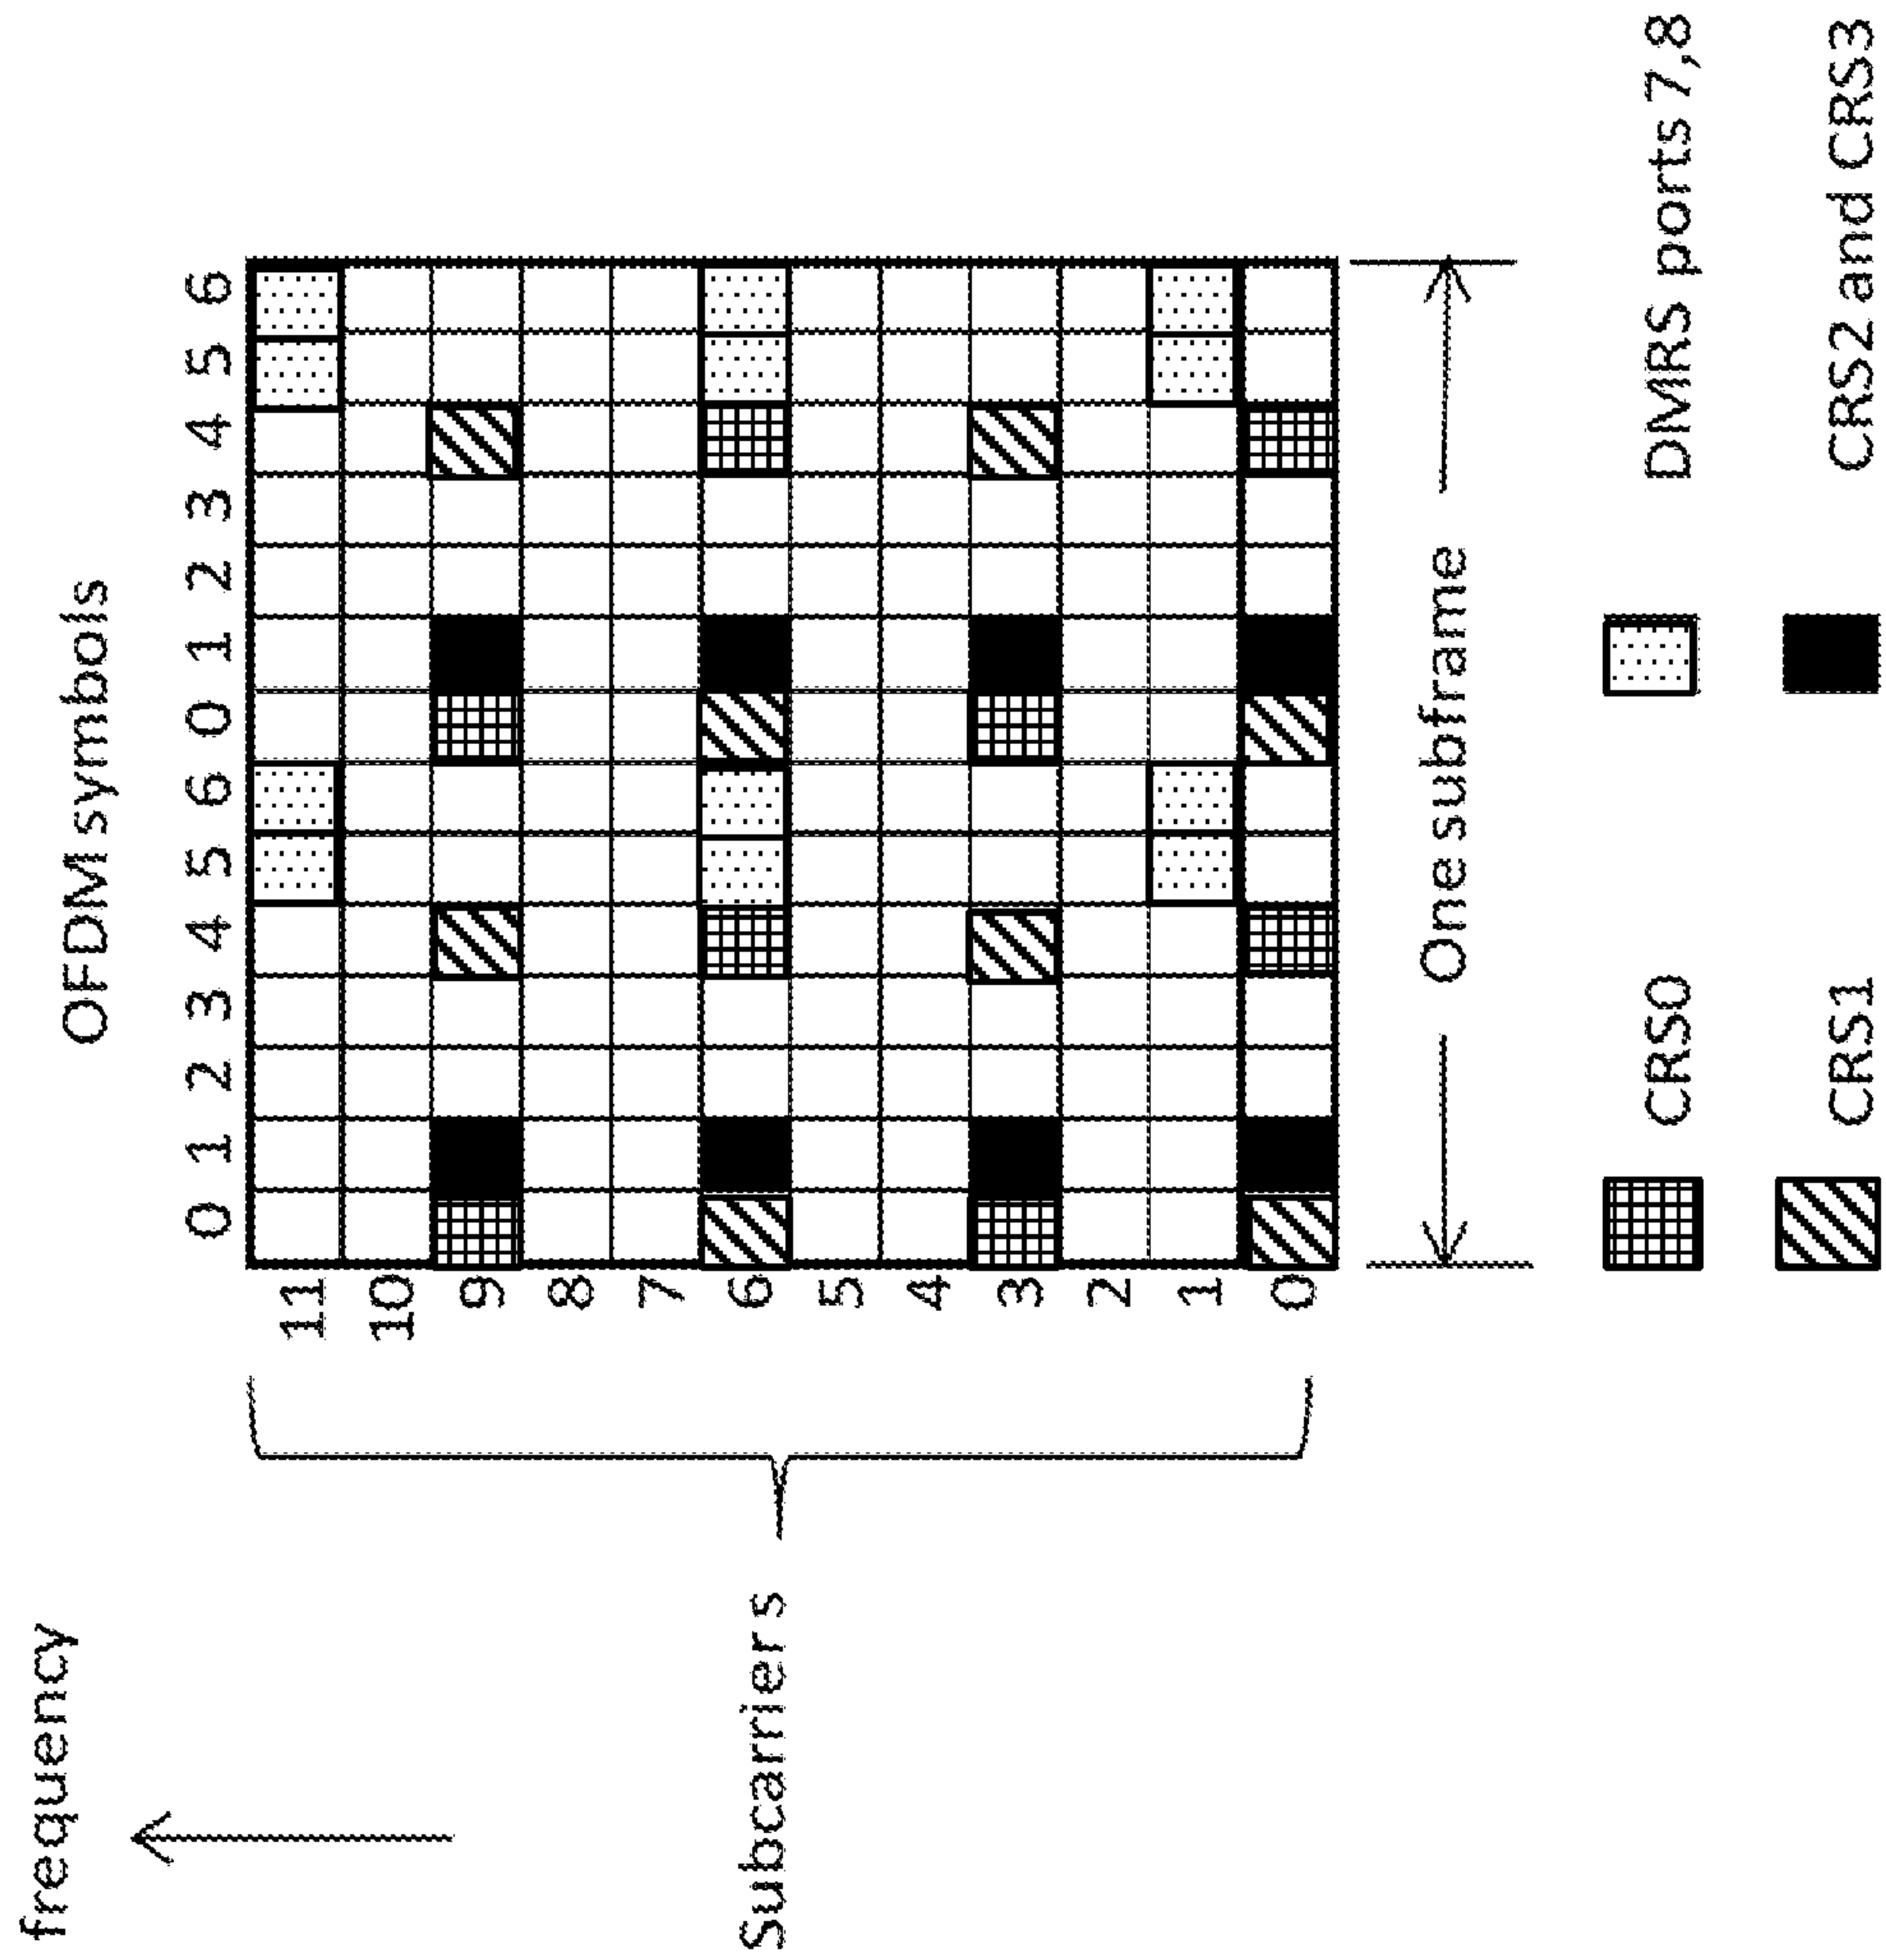 frequency
OFDM symbols
0 1 2 3 4 5 6 0 1 2 3 4 5 6
11
10
9
8
7
6
5
4
3
2
1
0
Subcarriers
One subframe
CRS0
DMRS ports 7,8
CRS1
CRS2 and CRS3